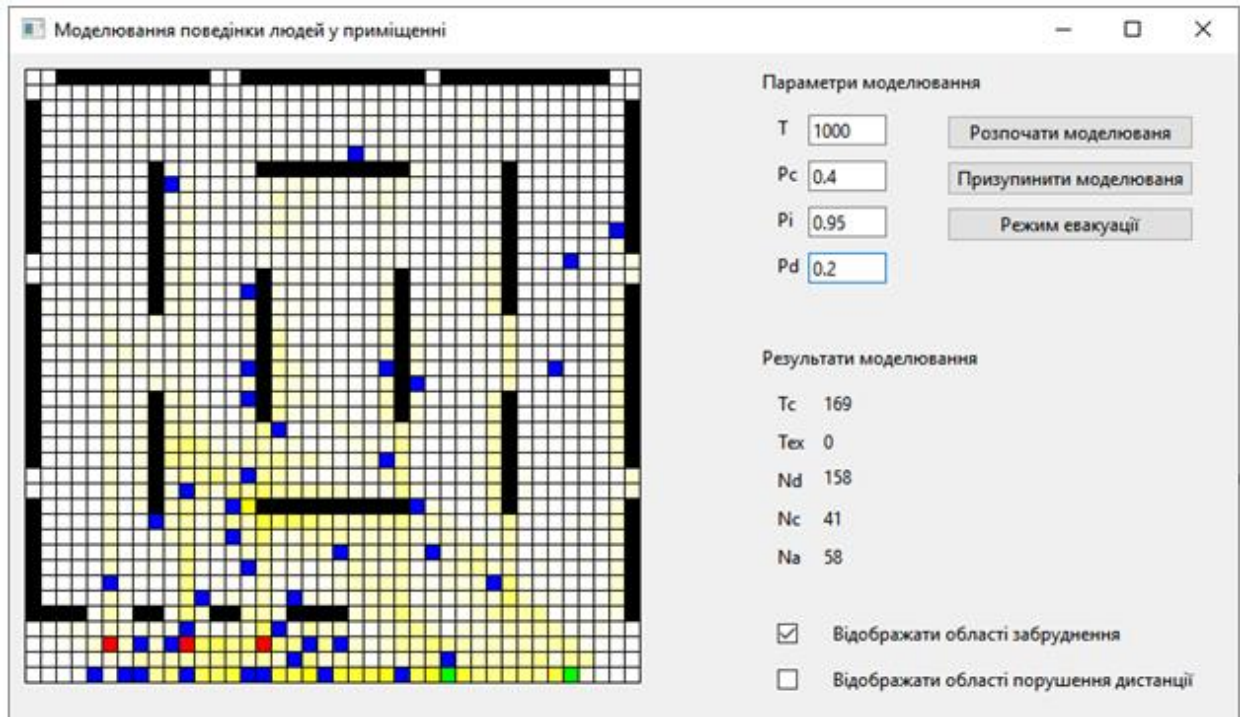 Моделювання поведінки людей у приміщенні
Параметри моделювання
T 1000 Розпочати моделюваня
Pc 0.4 Призупинити моделюваня
Pi 0.95 Режим евакуації
Pd 0.2
Результати моделювання
Tc 169
Tex 0
Nd 158
Nc 41
Na 58
Відображати області забруднення
Відображати області порушення дистанції